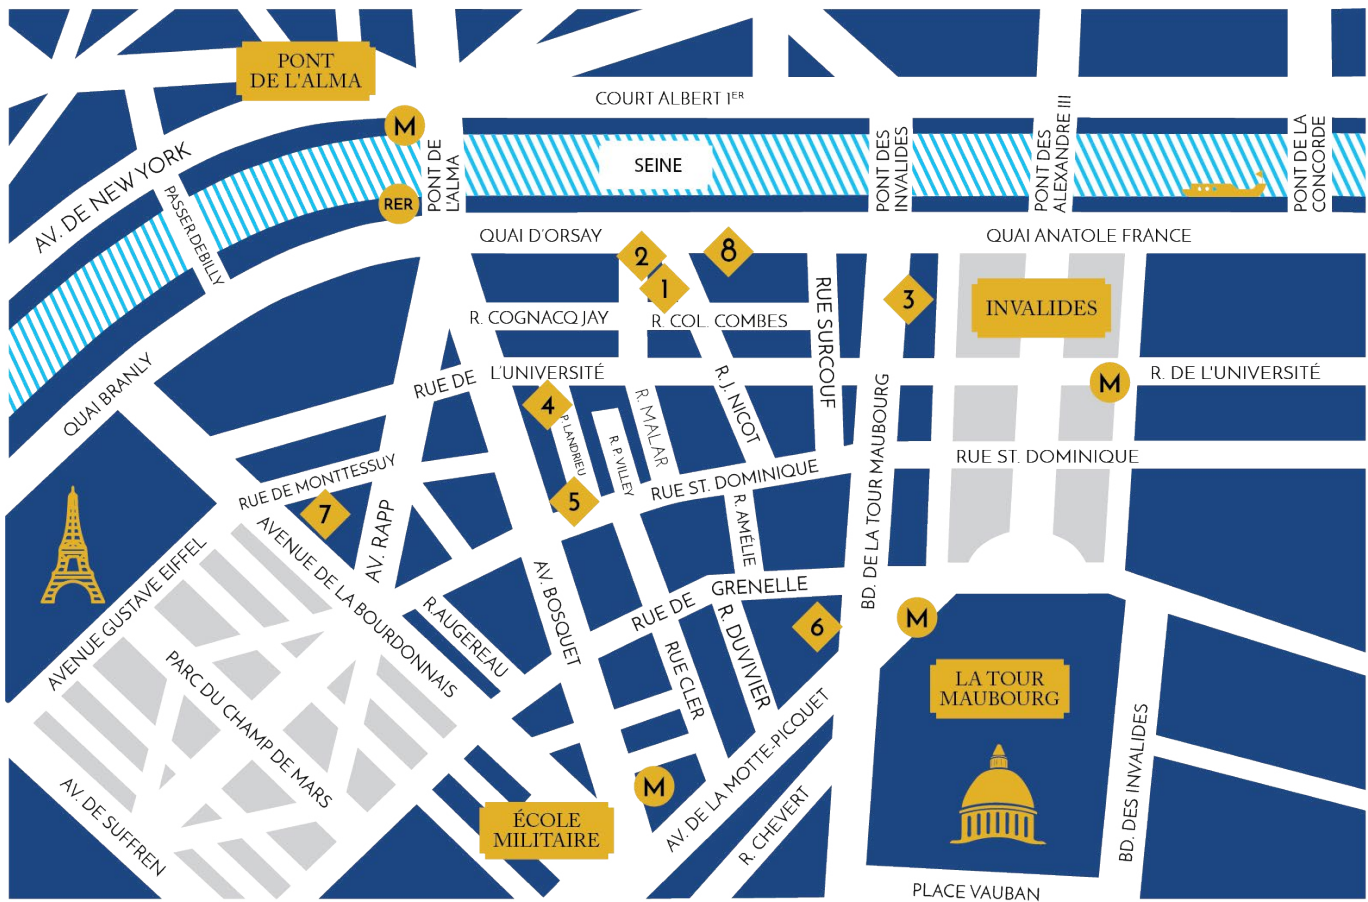 PONT
DE L'ALMA
COURT ALBERT 1ER
M
AV. DE NEW YORK
PASSER.DEBILLY
RER
PONT DE
L'ALMA
SEINE
PONT DES
INVALIDES
PONT DES
ALEXANDRE III
PONT DE LA
CONCORDE
QUAI D'ORSAY
QUAI ANATOLE FRANCE
2
8
1
3
INVALIDES
R. COGNACQ JAY
R. COL. COMBES
RUE SURCOUF
QUAI BRANLY
RUE DE
L'UNIVERSITÉ
R. DE L'UNIVERSITÉ
M
4
R. MALAR
R. J. NICOT
P. LANDRIEU
R. P. VILLEY
BD. DE LA TOUR MAUBOURG
RUE DE MONTTESSUY
RUE ST. DOMINIQUE
RUE ST. DOMINIQUE
7
5
AV. RAPP
R. AMÉLIE
AVENUE GUSTAVE EIFFEL
AVENUE DE LA BOURDONNAIS
AV. BOSQUET
RUE DE
GRENELLE
R.AUGEREAU
R. DUVIVIER
6
M
RUE CLER
PARC DU CHAMP DE MARS
LA TOUR
MAUBOURG
AV. DE LA MOTTE-PICQUET
M
AV. DE SUFFREN
ÉCOLE
MILITAIRE
R. CHEVERT
BD. DES INVALIDES
PLACE VAUBAN